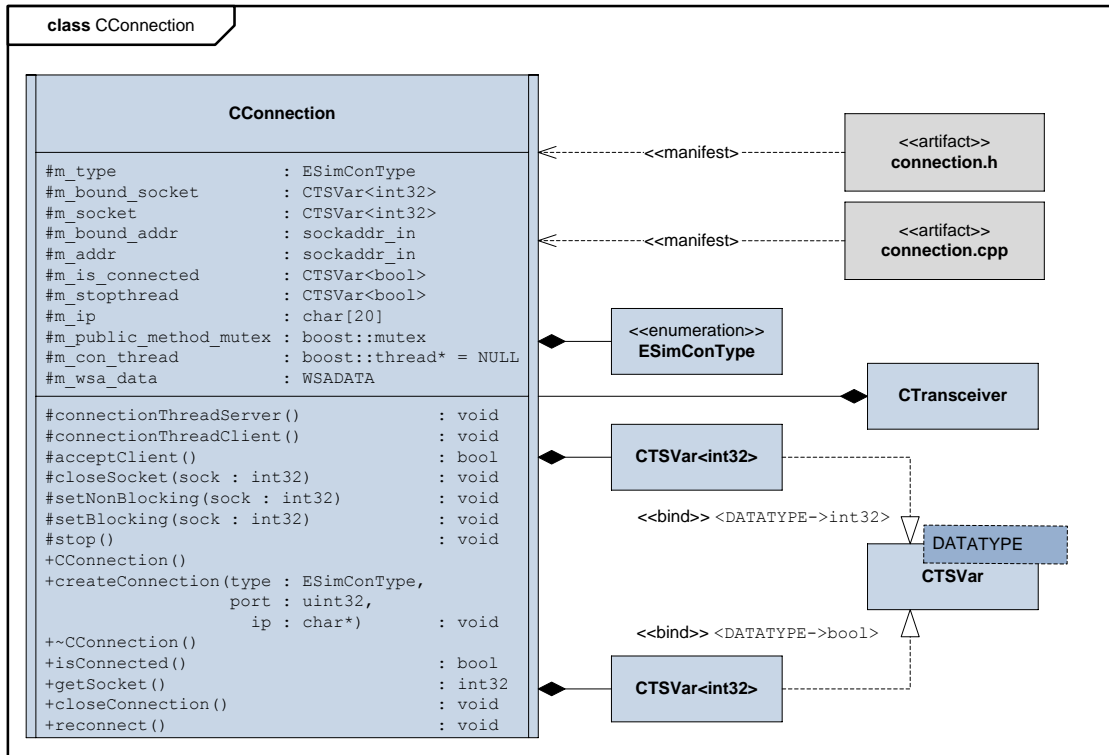 class CConnection
CConnection
#m_type : ESimConType
#m_bound_socket : CTSVar<int32>
#m_socket : CTSVar<int32>
#m_bound_addr : sockaddr_in
#m_addr : sockaddr_in
#m_is_connected : CTSVar<bool>
#m_stopthread : CTSVar<bool>
#m_ip : char[20]
#m_public_method_mutex : boost::mutex
#m_con_thread : boost::thread* = NULL
#m_wsa_data : WSADATA
#connectionThreadServer() : void
#connectionThreadClient() : void
#acceptClient() : bool
#closeSocket(sock : int32) : void
#setNonBlocking(sock : int32) : void
#setBlocking(sock : int32) : void
#stop() : void
+CConnection()
+createConnection(type : ESimConType,
port : uint32,
ip : char*) : void
+~CConnection()
+isConnected() : bool
+getSocket() : int32
+closeConnection() : void
+reconnect() : void
<<manifest>
<<artifact>>
connection.h
<<manifest>
<<artifact>>
connection.cpp
<<enumeration>>
ESimConType
CTransceiver
CTSVar<int32>
<<bind>> <DATATYPE->int32>
DATATYPE
CTSVar
<<bind>> <DATATYPE->bool>
CTSVar<int32>